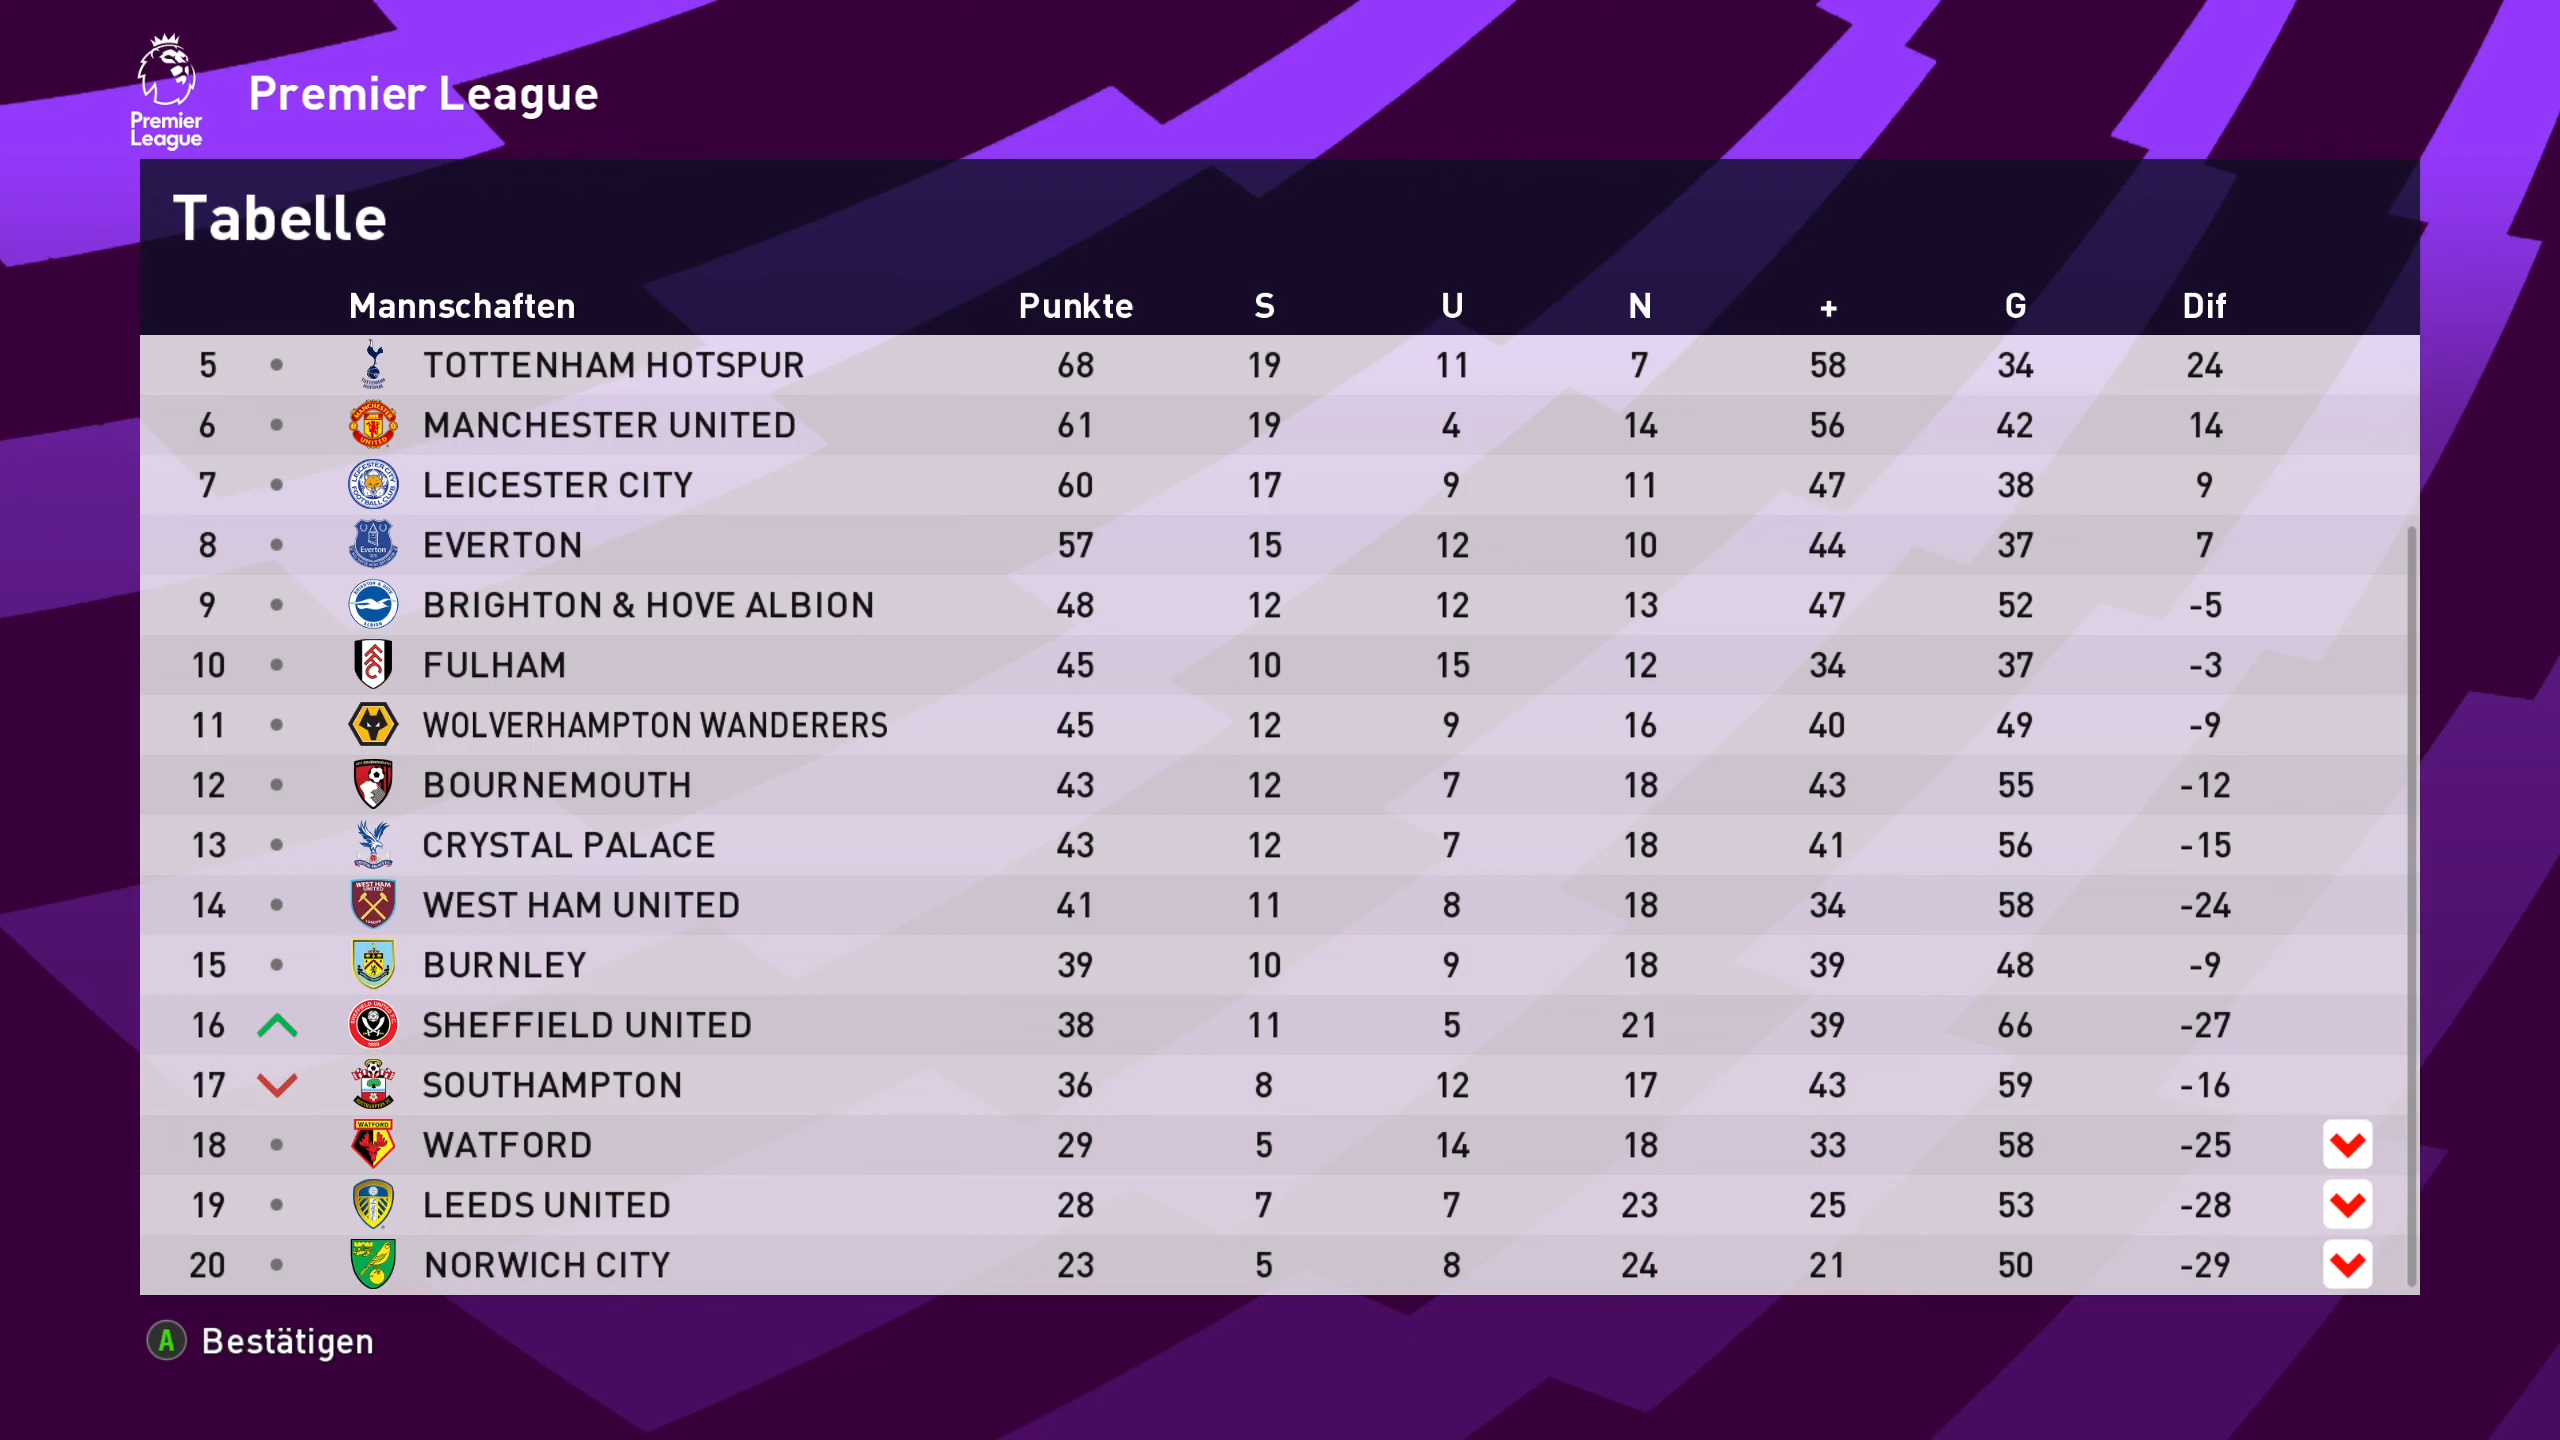 Premier League
Premier
League
Tabelle
Mannschaften Punkte S U N + G Dif
5 TOTTENHAM HOTSPUR 68 19 11 7 58 34 24
6 MANCHESTER UNITED 61 19 4 14 56 42 14
7 LEICESTER CITY 60 17 9 11 47 38 9
8 EVERTON 57 15 12 10 44 37 7
9 BRIGHTON & HOVE ALBION 48 12 12 13 47 52 -5
10 FULHAM 45 10 15 12 34 37 -3
11 WOLVERHAMPTON WANDERERS 45 12 9 16 40 49 -9
12 BOURNEMOUTH 43 12 7 18 43 55 -12
13 CRYSTAL PALACE 43 12 7 18 41 56 -15
14 WEST HAM UNITED 41 11 8 18 34 58 -24
15 BURNLEY 39 10 9 18 39 48 -9
16 SHEFFIELD UNITED 38 11 5 21 39 66 -27
17 SOUTHAMPTON 36 8 12 17 43 59 -16
18 WATFORD 29 5 14 18 33 58 -25
19 LEEDS UNITED 28 7 7 23 25 53 -28
20 NORWICH CITY 23 5 8 24 21 50 -29
A Bestätigen